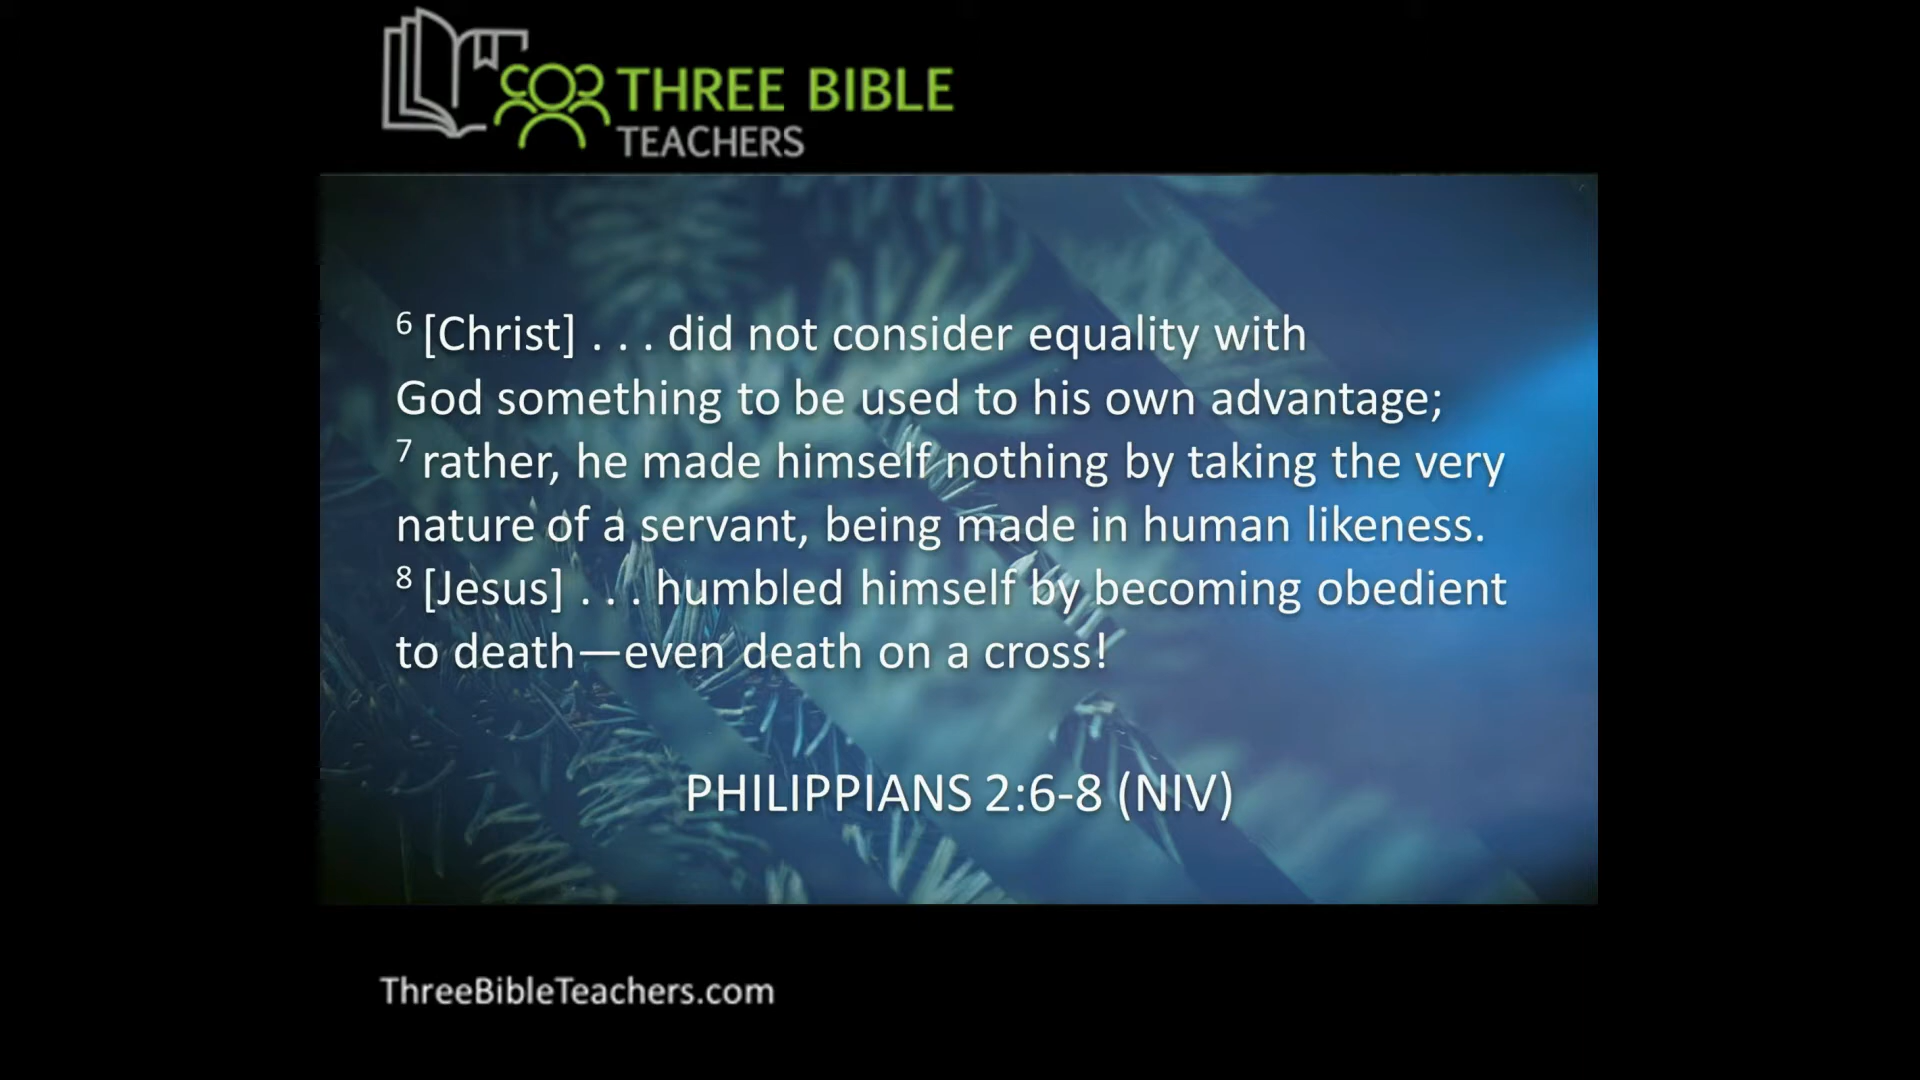 THREE BIBLE
TEACHERS
6 [Christ] . . . did not consider equality with
God something to be used to his own advantage;
7 rather, he made himself nothing by taking the very
nature of a servant, being made in human likeness.
8 [Jesus] . . . humbled himself by becoming obedient
to death—even death on a cross!
PHILIPPIANS 2:6-8 (NIV)
ThreeBibleTeachers.com